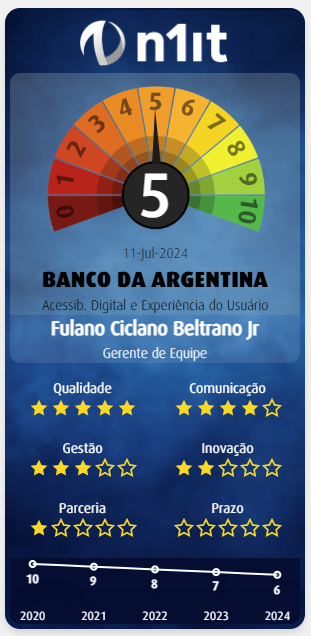 n1it
0 1 2 3 4 5 6 7 8 9 10
5
11-Jul-2024
BANCO DA ARGENTINA
Acessib. Digital e Experiência do Usuário
Fulano Ciclano Beltrano Jr
Gerente de Equipe
Qualidade Comunicação
Gestão Inovação
Parceria Prazo
10 9 8 7 6
2020 2021 2022 2023 2024